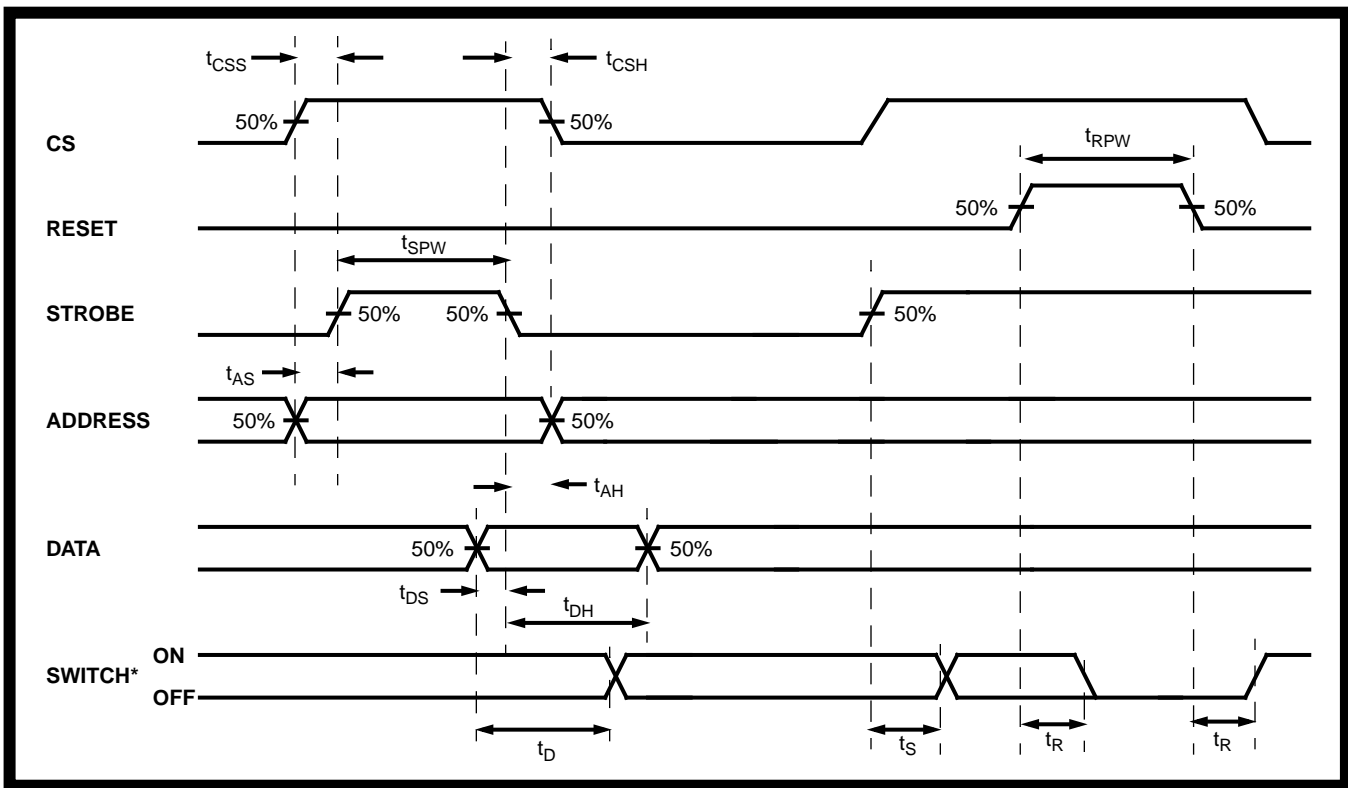 tCSS
tCSH
50%
50%
CS
tRPW
50%
50%
RESET
tSPW
STROBE
50%
50%
50%
tAS
ADDRESS
50%
50%
tAH
DATA
50%
50%
tDS
tDH
ON
SWITCH*
OFF
tD
tS
tR
tR